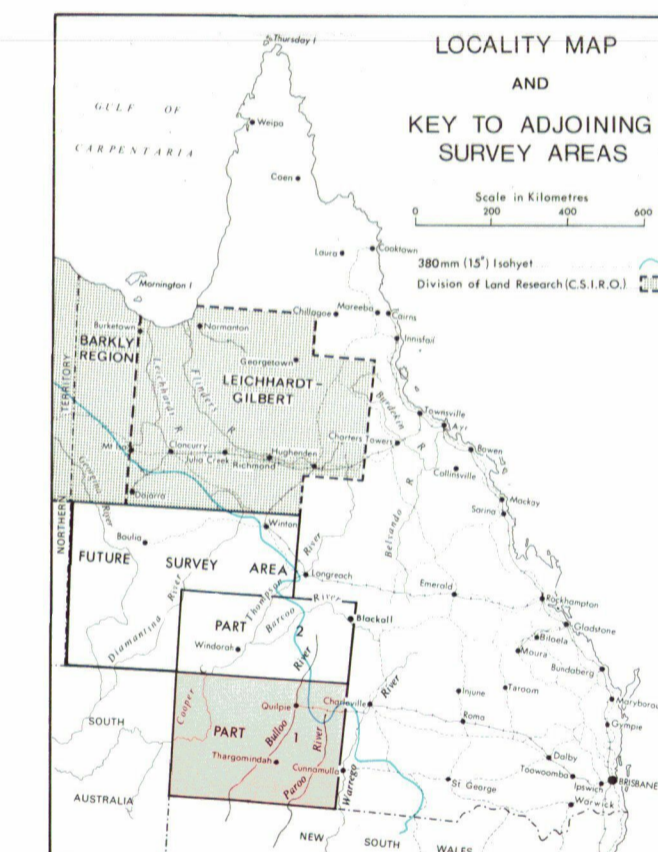 LOCALITY MAP
AND
KEY TO ADJOINING
SURVEY AREAS
Scale in Kilometres
0 200 400 600
380mm (15") Isohyet
Division of Land Research (C.S.I.R.O.)
Thursday I
GULF OF
CARPENTARIA
Weipa
Coen
Laura
Cooktown
Mornington I
Chillagoe
Mareeba
Cairns
Burketown
Normanton
Innisfail
BARKLY
REGION
Georgetown
LEICHHARDT-
GILBERT
Leichhardt R
Flinders R
Burdekin R
Townsville
Ayr
Charters Towers
Bowen
Mt Isa
Cloncurry
Julia Creek
Richmond
Hughenden
Collinsville
NORTHERN TERRITORY
Georgina River
Dajarra
Mackay
Sarina
Belyando R
Winton
Boulia
FUTURE SURVEY AREA
River
Longreach
Emerald
Rockhampton
Gladstone
Diamantina River
Thompson
Barcoo River
PART 2
Blackall
Windorah
Biloela
Moura
Bundaberg
River
Cooper
Quilpie
Charleville
River
Injune
Taroom
Maryboro
Gympie
SOUTH
AUSTRALIA
PART 1
Bulloo
River
Roma
Thargomindah
Cunnamulla
Paroo
Warrego
Dalby
Toowoomba
Ipswich
BRISBANE
St George
Warwick
NEW SOUTH WALES